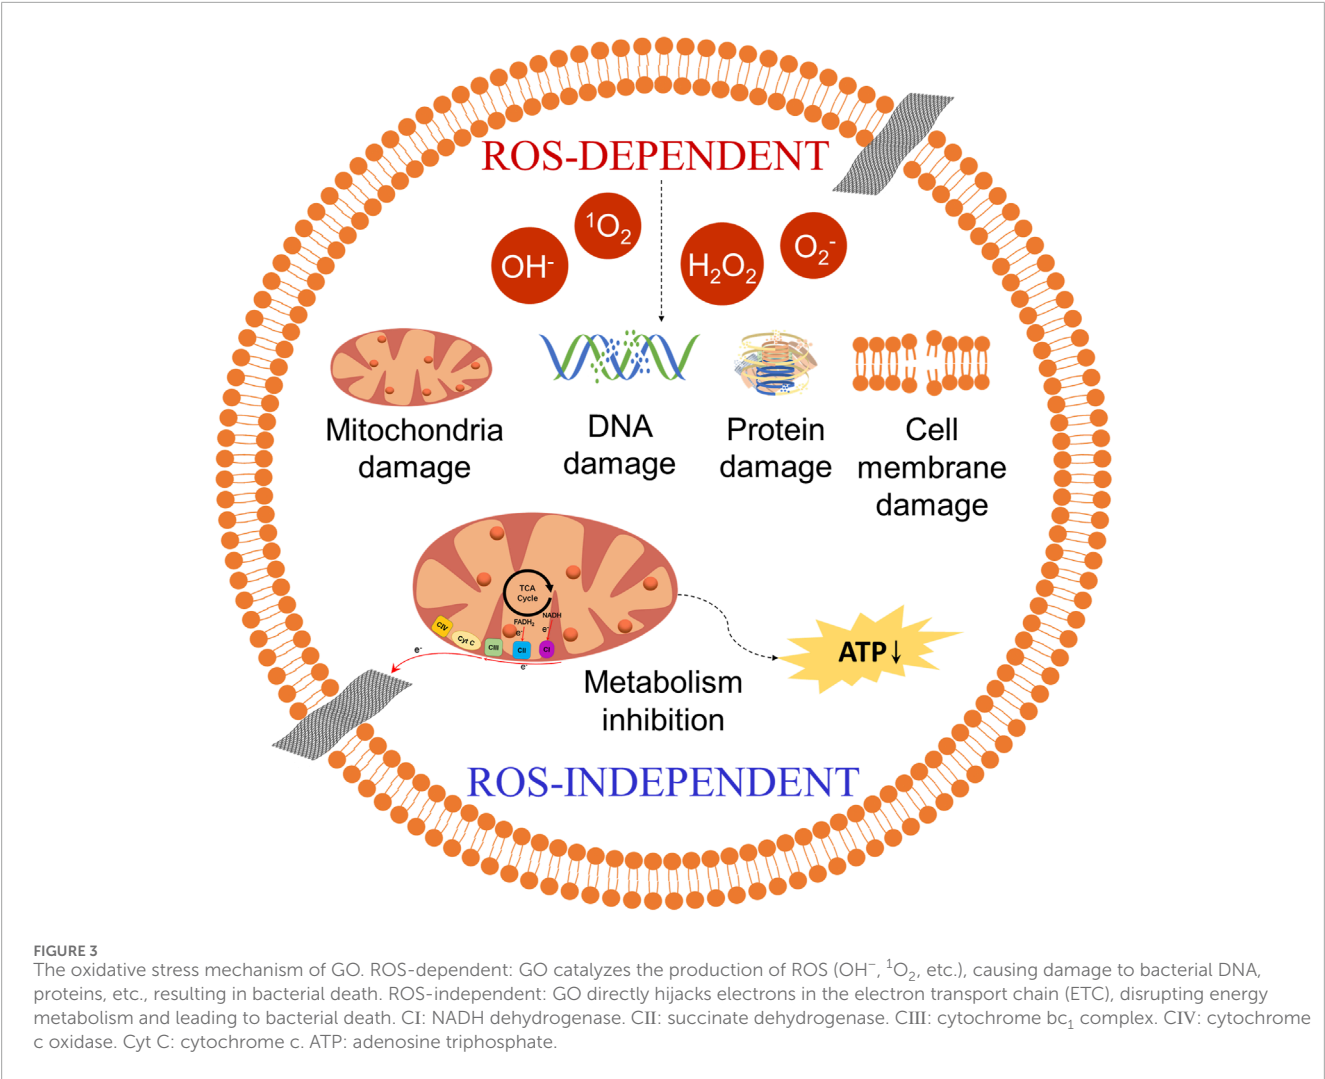 ROS-DEPENDENT
OH-
¹O₂
H₂O₂
O₂-
Mitochondria
damage
DNA
damage
Protein
damage
Cell
membrane
damage
TCA
Cycle
FADH₂
NADH
e-
e-
CIV
Cyt C
CIII
CII
CI
e-
e-
ATP↓
Metabolism
inhibition
ROS-INDEPENDENT
FIGURE 3
The oxidative stress mechanism of GO. ROS-dependent: GO catalyzes the production of ROS (OH⁻, ¹O₂, etc.), causing damage to bacterial DNA,
proteins, etc., resulting in bacterial death. ROS-independent: GO directly hijacks electrons in the electron transport chain (ETC), disrupting energy
metabolism and leading to bacterial death. CI: NADH dehydrogenase. CII: succinate dehydrogenase. CIII: cytochrome bc₁ complex. CIV: cytochrome
c oxidase. Cyt C: cytochrome c. ATP: adenosine triphosphate.